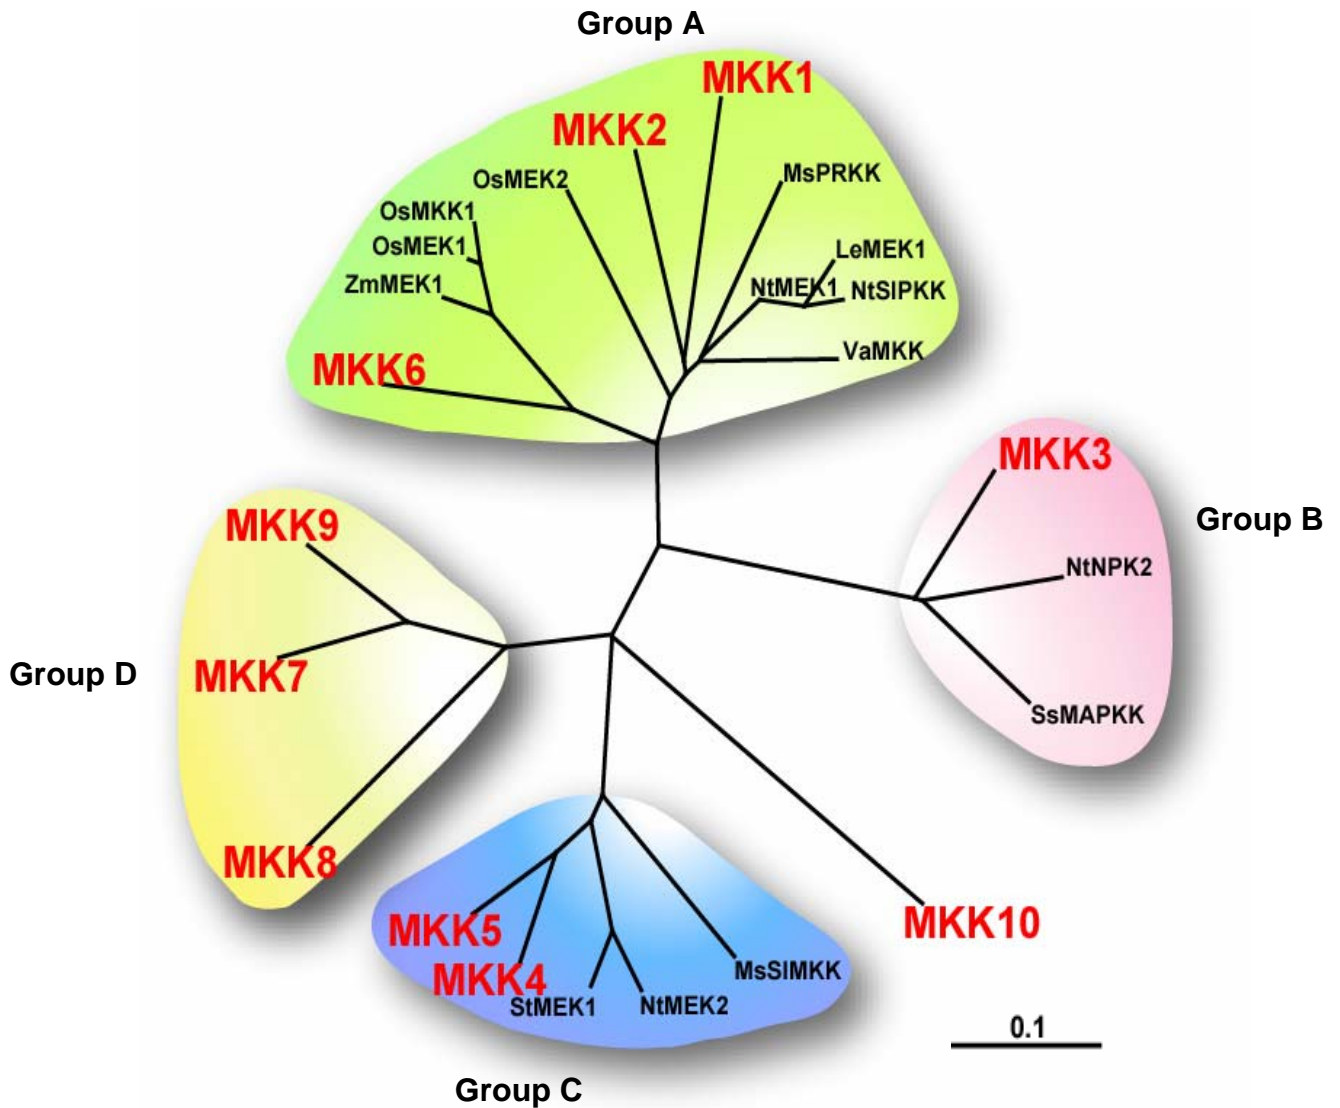 Group A
MKK1
MKK2
MsPRKK
OsMEK2
OsMKK1
OsMEK1
LeMEK1
ZmMEK1
NtMEK1
NtSIPKK
VaMKK
MKK6
MKK3
Group B
MKK9
NtNPK2
Group D
MKK7
SsMAPKK
MKK8
MKK10
MKK5
MsSIMKK
MKK4
StMEK1
NtMEK2
0.1
Group C